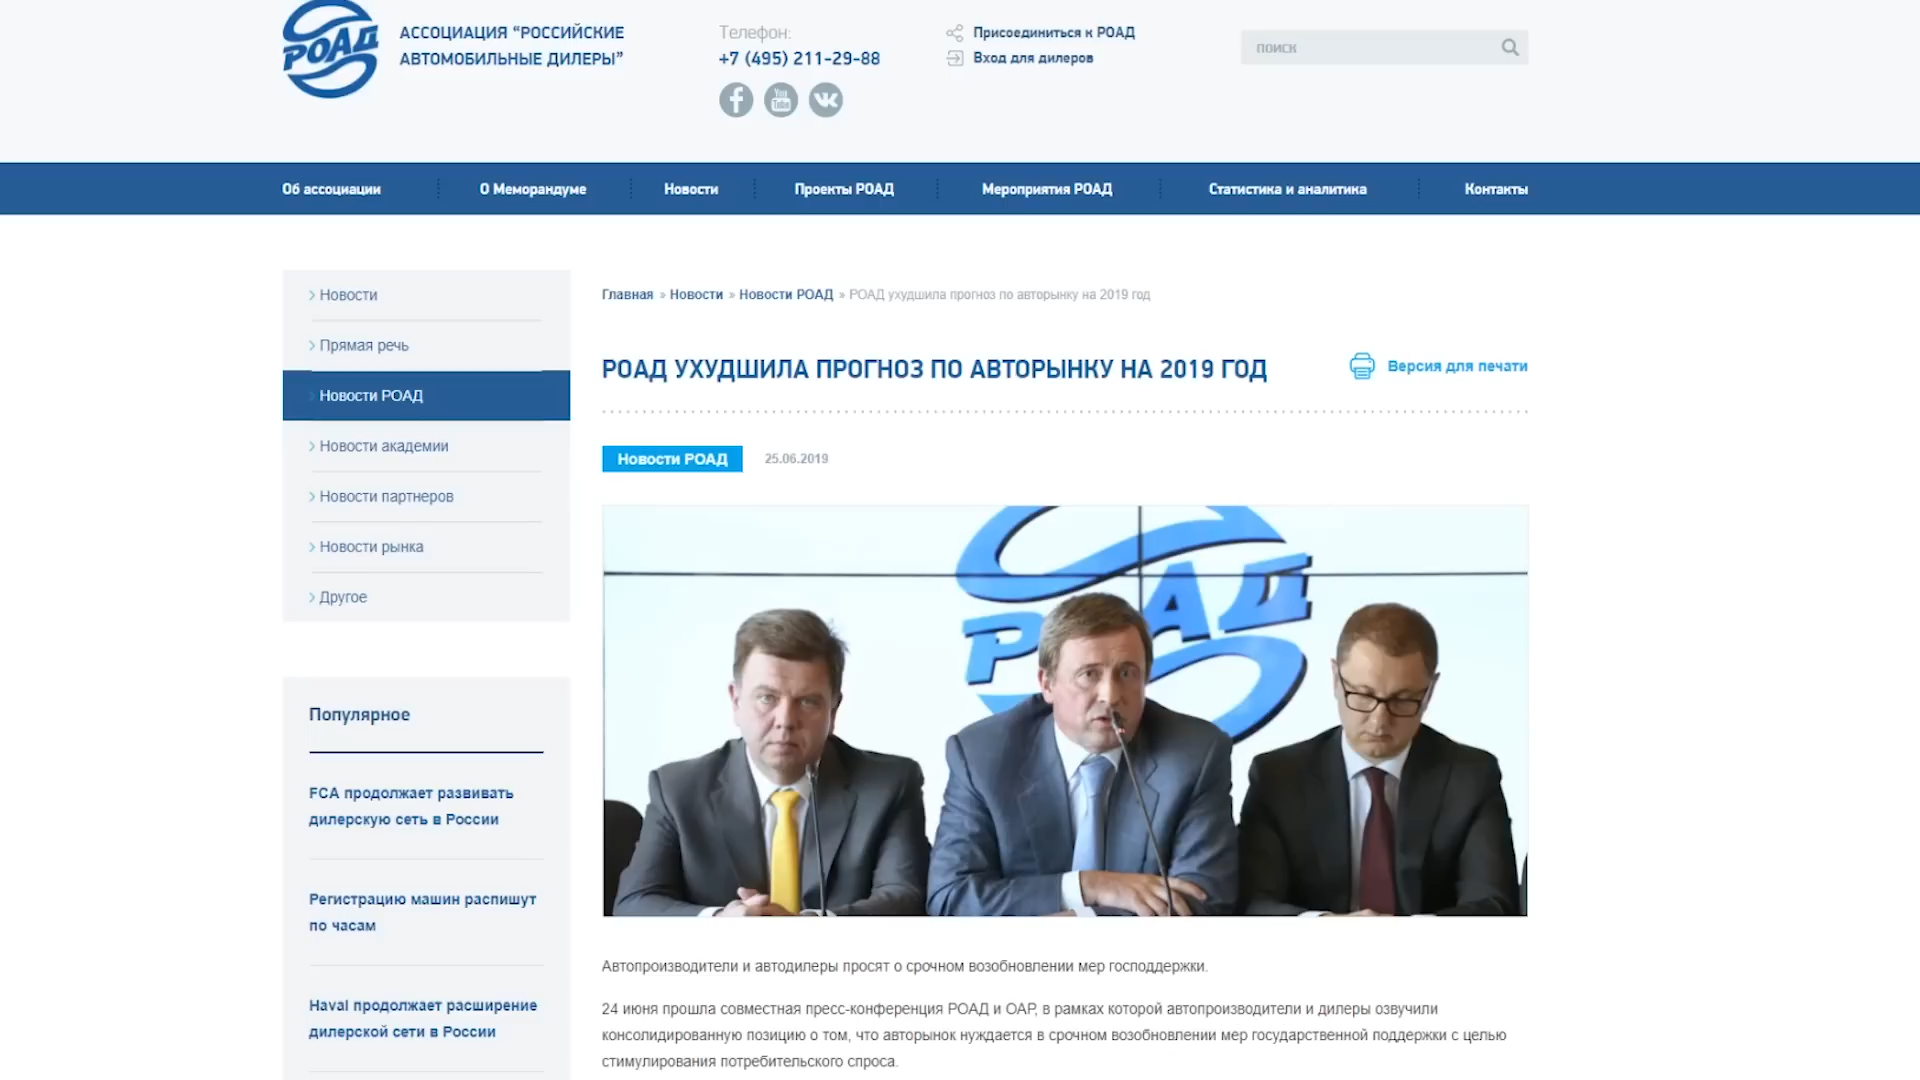 РОАД
АССОЦИАЦИЯ “РОССИЙСКИЕ
АВТОМОБИЛЬНЫЕ ДИЛЕРЫ”
Телефон:
+7 (495) 211-29-88
You
Tube
Присоединиться к РОАД
Вход для дилеров
поиск
Об ассоциации
О Меморандуме
Новости
Проекты РОАД
Мероприятия РОАД
Статистика и аналитика
Контакты
Новости
Прямая речь
Новости РОАД
Новости академии
Новости партнеров
Новости рынка
Другое
Популярное
FCA продолжает развивать
дилерскую сеть в России
Регистрацию машин распишут
по часам
Haval продолжает расширение
дилерской сети в России
Главная » Новости » Новости РОАД » РОАД ухудшила прогноз по авторынку на 2019 год
РОАД УХУДШИЛА ПРОГНОЗ ПО АВТОРЫНКУ НА 2019 ГОД
Версия для печати
Новости РОАД
25.06.2019
РОАД
Автопроизводители и автодилеры просят о срочном возобновлении мер господдержки.
24 июня прошла совместная пресс-конференция РОАД и ОАР, в рамках которой автопроизводители и дилеры озвучили
консолидированную позицию о том, что авторынок нуждается в срочном возобновлении мер государственной поддержки с целью
стимулирования потребительского спроса.